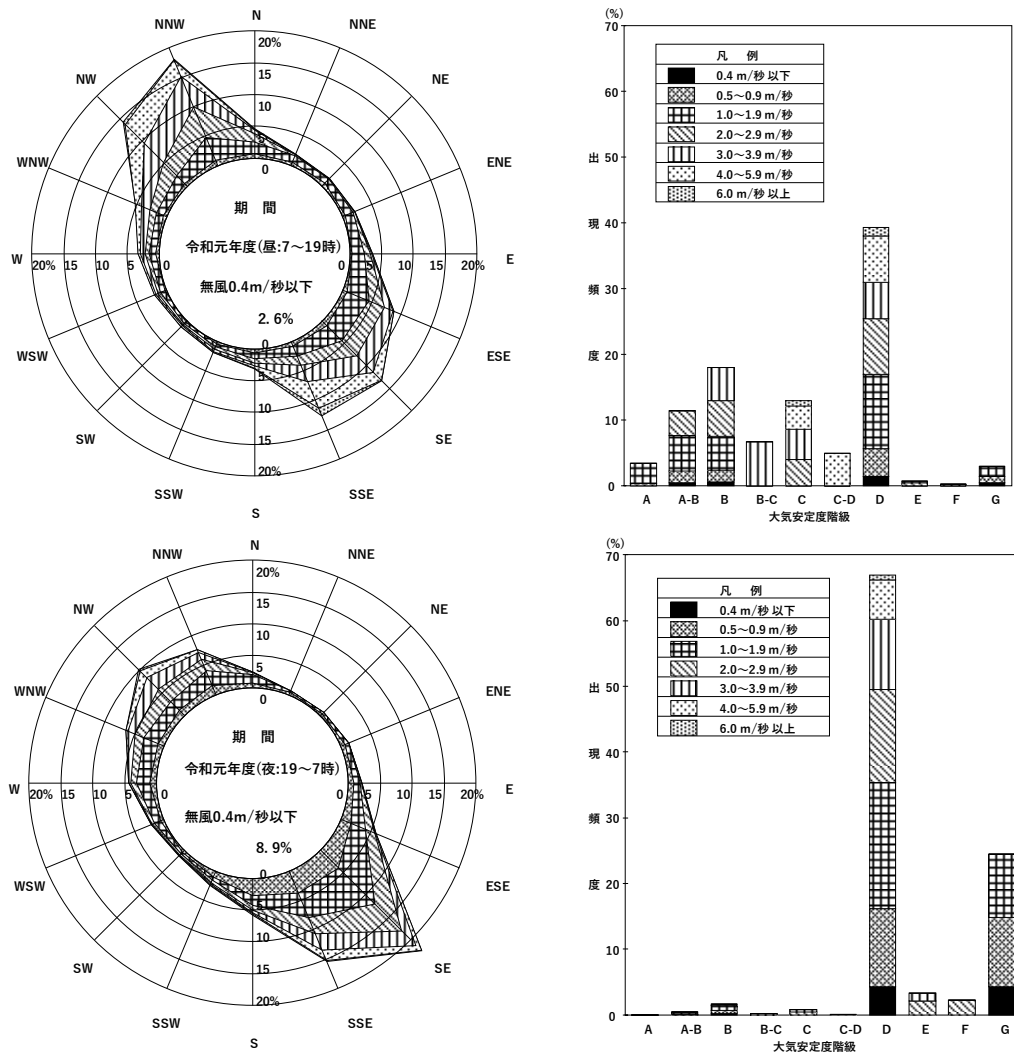 N
NNE
NE
ENE
E
ESE
SE
SSE
S
SSW
SW
WSW
W
WNW
NW
NNW
20%
15
10
5
0
20% 15 10 5 0
0 5 10 15 20%
0
5
10
15
20%
期 間
令和元年度(昼:7～19時)
無風0.4m/秒以下
2.6%
(%)
70
60
50
40
30
20
10
0
出現頻度
凡 例
0.4 m/秒 以下
0.5～0.9 m/秒
1.0～1.9 m/秒
2.0～2.9 m/秒
3.0～3.9 m/秒
4.0～5.9 m/秒
6.0 m/秒 以上
A A-B B B-C C C-D D E F G
大気安定度階級
N
NNE
NE
ENE
E
ESE
SE
SSE
S
SSW
SW
WSW
W
WNW
NW
NNW
20%
15
10
5
0
20% 15 10 5 0
0 5 10 15 20%
0
5
10
15
20%
期 間
令和元年度(夜:19～7時)
無風0.4m/秒以下
8.9%
(%)
70
60
50
40
30
20
10
0
出現頻度
凡 例
0.4 m/秒 以下
0.5～0.9 m/秒
1.0～1.9 m/秒
2.0～2.9 m/秒
3.0～3.9 m/秒
4.0～5.9 m/秒
6.0 m/秒 以上
A A-B B B-C C C-D D E F G
大気安定度階級